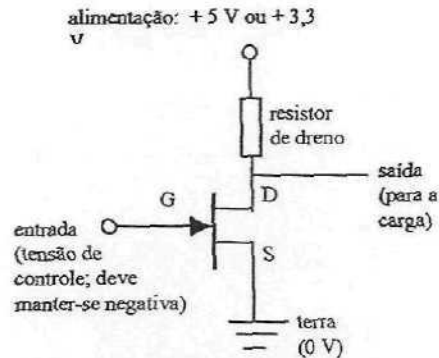 alimentação: + 5 V ou + 3,3
V
resistor
de dreno
saída
(para a
carga)
G
D
entrada
(tensão de
controle; deve
manter-se negativa)
S
terra
(0 V)